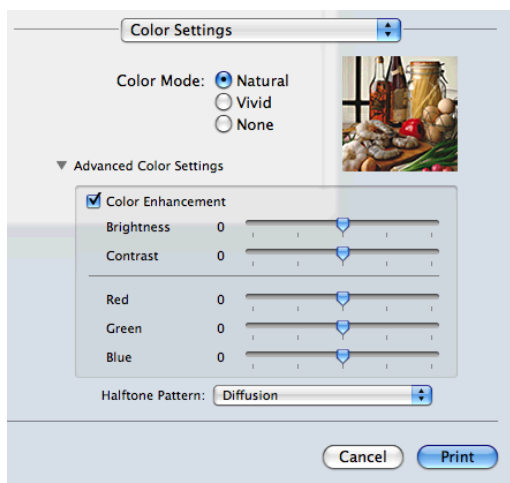 Color Settings
Color Mode: Natural
Vivid
None
Advanced Color Settings
Color Enhancement
Brightness 0
Contrast 0
Red 0
Green 0
Blue 0
Halftone Pattern: Diffusion
Cancel Print